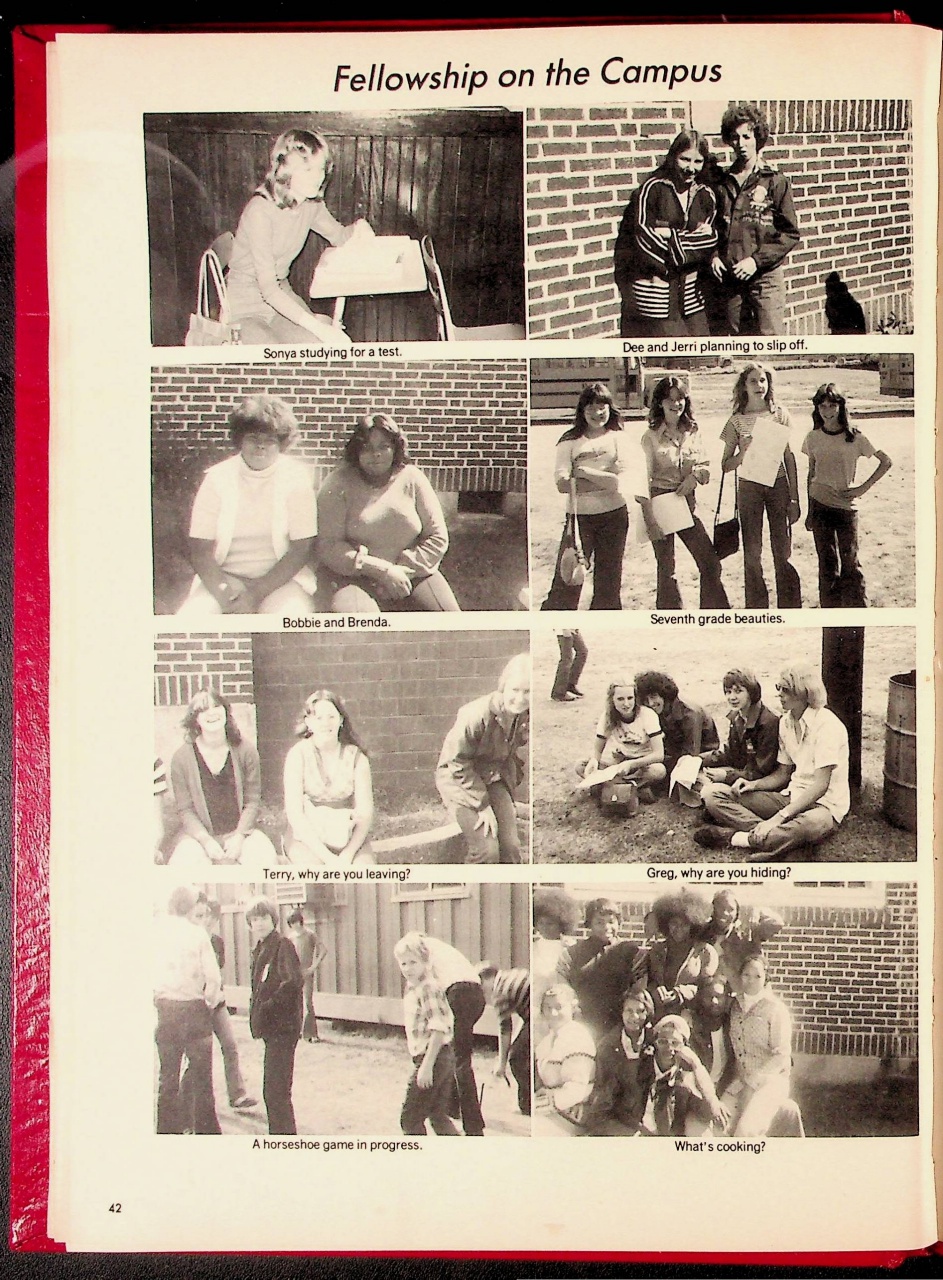 Fellowship on the Campus
Sonya studying for a test.
Dee and Jerri planning to slip off.
Bobbie and Brenda.
Seventh grade beauties.
Terry, why are you leaving?
Greg, why are you hiding?
A horseshoe game in progress.
What's cooking?
42